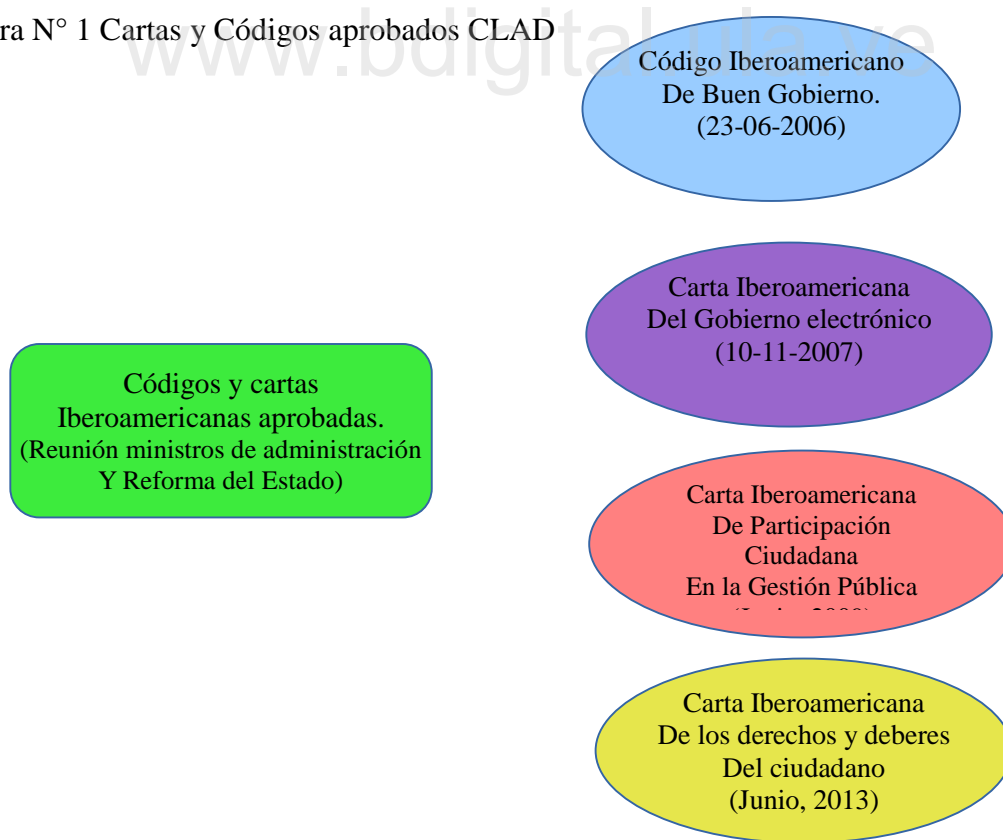 ra N° 1 Cartas y Códigos aprobados CLAD
www.bdigital.ula.ve
Código Iberoamericano
De Buen Gobierno.
(23-06-2006)
Carta Iberoamericana
Del Gobierno electrónico
(10-11-2007)
Códigos y cartas
Iberoamericanas aprobadas.
(Reunión ministros de administración
Y Reforma del Estado)
Carta Iberoamericana
De Participación
Ciudadana
En la Gestión Pública
Carta Iberoamericana
De los derechos y deberes
Del ciudadano
(Junio, 2013)